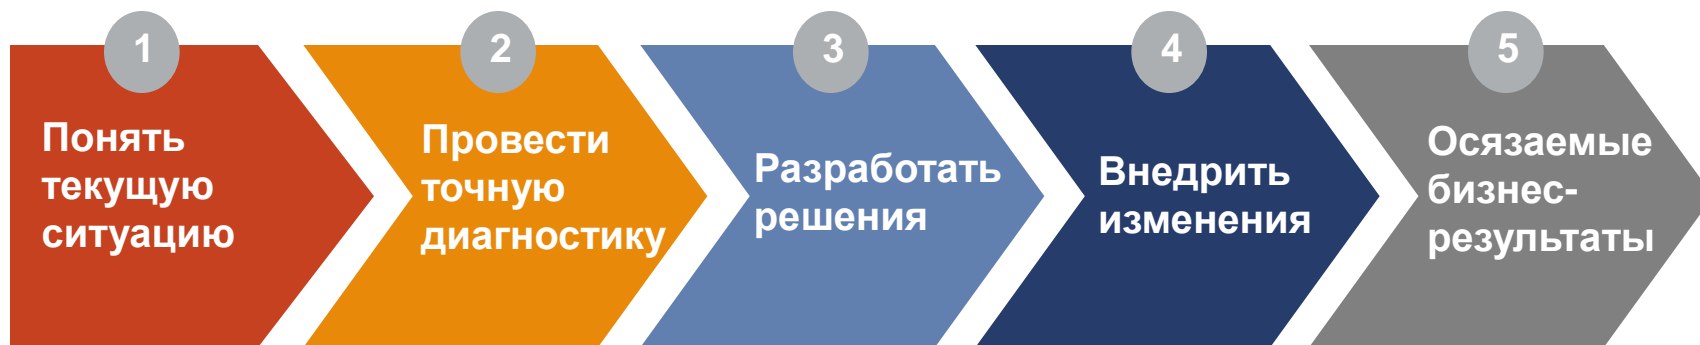 1
Понять
текущую
ситуацию
2
Провести
точную
диагностику
3
Разработать
решения
4
Внедрить
изменения
5
Осязаемые
бизнес-
результаты